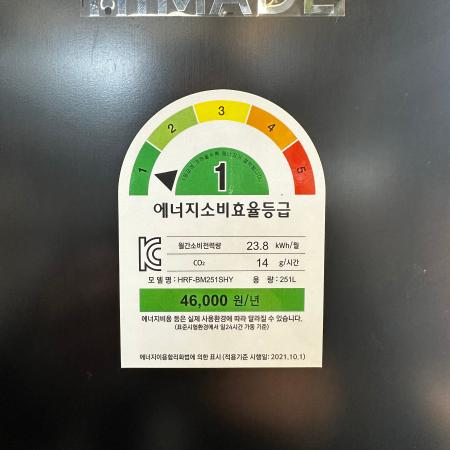 HIMADE
1
2
3
4
5
1
에너지소비효율등급
월간소비전력량 23.8 kWh/월
CO₂ 14 g/시간
모델명 : HRF-BM251SHY 용량 : 251L
46,000 원/년
에너지비용 등은 실제 사용환경에 따라 달라질 수 있습니다.
(표준시험환경에서 일24시간 가동 기준)
에너지이용합리화법에 의한 표시 (적용기준 시행일: 2021.10.1)